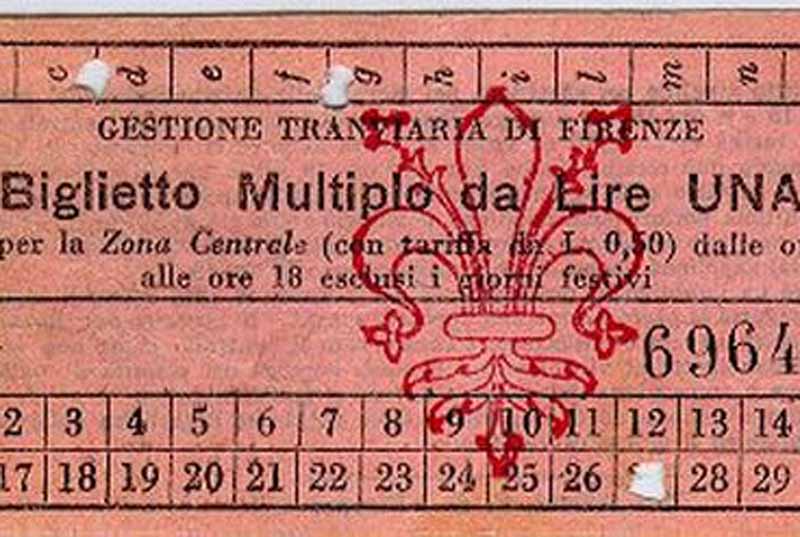 c d e f g h i l m n
GESTIONE TRANVIARIA DI FIRENZE
Biglietto Multiplo da Lire UNA
per la Zona Centrale (con tariffa da L. 0,50) dalle o
alle ore 18 esclusi i giorni festivi
6964
2 3 4 5 6 7 8 9 10 11 12 13 14
17 18 19 20 21 22 23 24 25 26 28 29